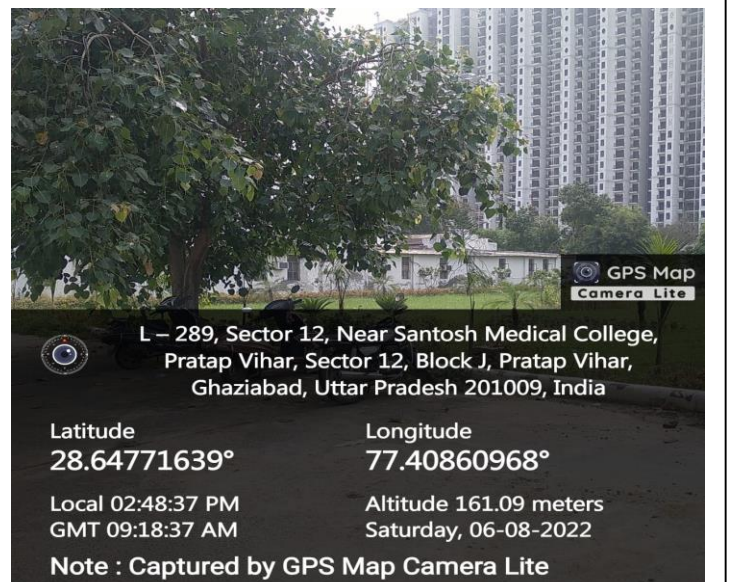 GPS Map
Camera Lite
L – 289, Sector 12, Near Santosh Medical College,
Pratap Vihar, Sector 12, Block J, Pratap Vihar,
Ghaziabad, Uttar Pradesh 201009, India
Latitude
28.64771639°
Longitude
77.40860968°
Local 02:48:37 PM
GMT 09:18:37 AM
Altitude 161.09 meters
Saturday, 06-08-2022
Note : Captured by GPS Map Camera Lite